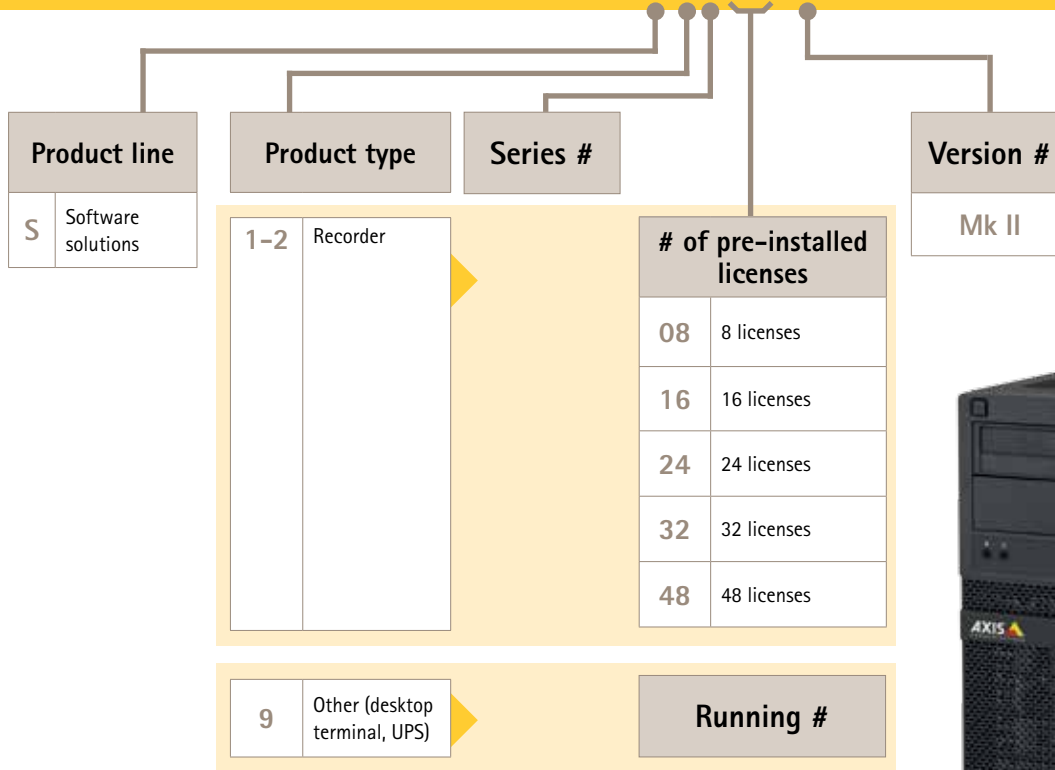 Product line
S
Software
solutions
Product type
Series #
Version #
Mk II
1-2
Recorder
# of pre-installed
licenses
08
8 licenses
16
16 licenses
24
24 licenses
32
32 licenses
48
48 licenses
9
Other (desktop
terminal, UPS)
Running #
AXIS